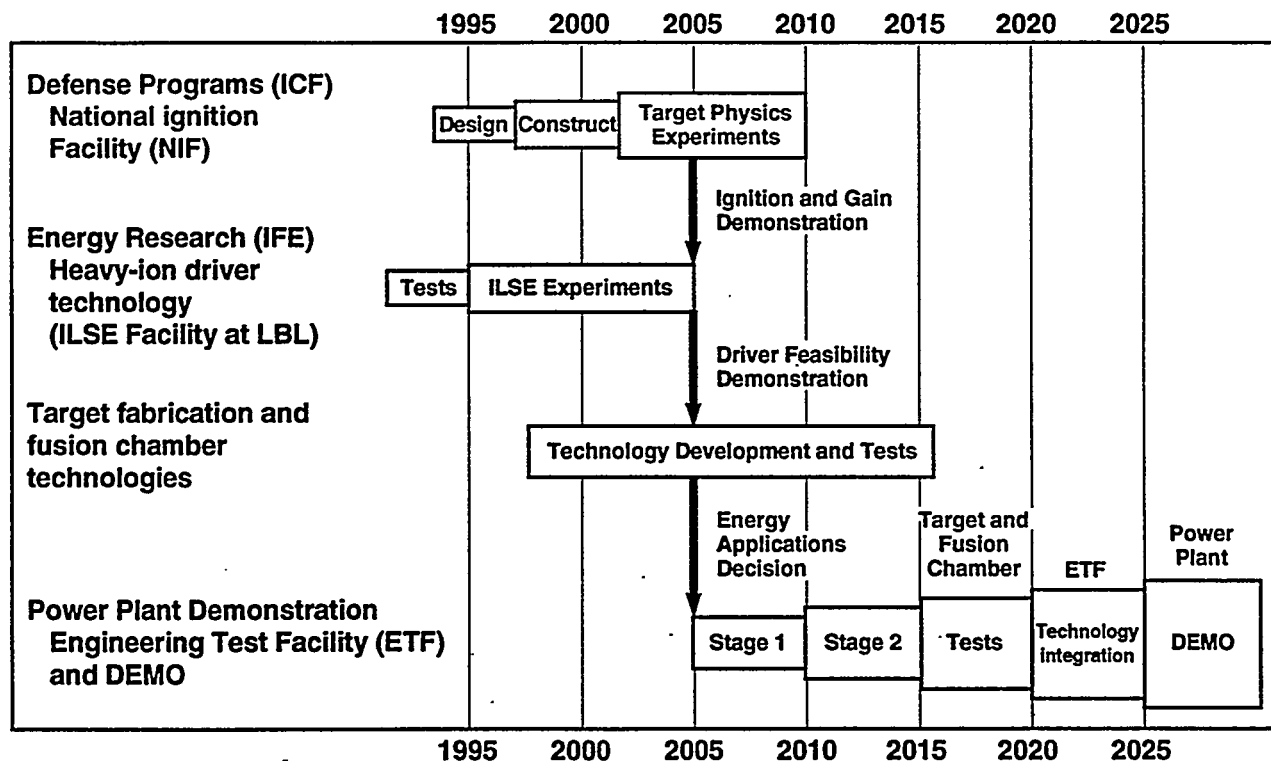 1995 2000 2005 2010 2015 2020 2025
Defense Programs (ICF)
National ignition
Facility (NIF)
Design
Construct
Target Physics
Experiments
Ignition and Gain
Demonstration
Energy Research (IFE)
Heavy-ion driver
technology
(ILSE Facility at LBL)
Tests
ILSE Experiments
Driver Feasibility
Demonstration
Target fabrication and
fusion chamber
technologies
Technology Development and Tests
Energy
Applications
Decision
Target and
Fusion
Chamber
ETF
Power
Plant
Power Plant Demonstration
Engineering Test Facility (ETF)
and DEMO
Stage 1
Stage 2
Tests
Technology
integration
DEMO
1995 2000 2005 2010 2015 2020 2025